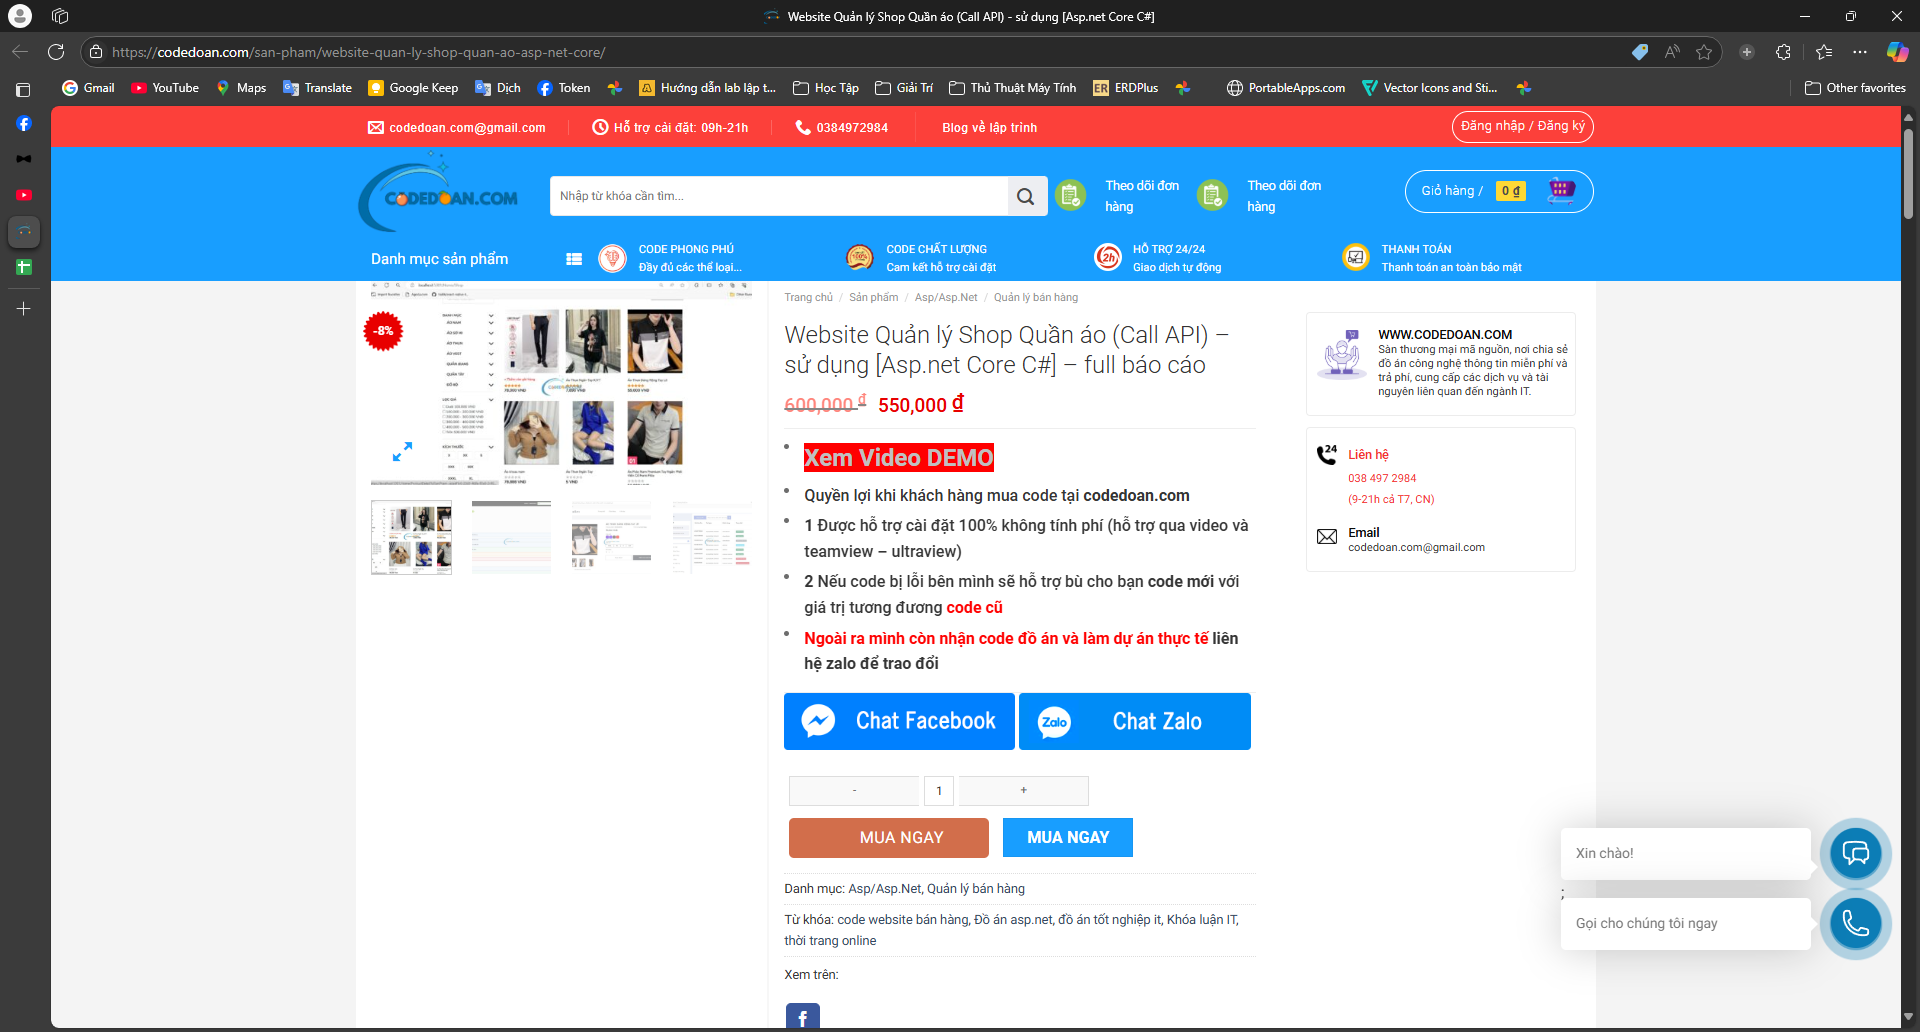 Website Quản lý Shop Quần áo (Call API) - sử dụng [Asp.net Core C#]
https://codedoan.com/san-pham/website-quan-ly-shop-quan-ao-asp-net-core/
Gmail
YouTube
Maps
Translate
Google Keep
Dịch
Token
Hướng dẫn lab lập t...
Học Tập
Giải Trí
Thủ Thuật Máy Tính
ERDPlus
PortableApps.com
Vector Icons and Sti...
Other favorites
codedoan.com@gmail.com
Hỗ trợ cài đặt: 09h-21h
0384972984
Blog về lập trình
Đăng nhập / Đăng ký
CODEDOAN.COM
Nhập từ khóa cần tìm...
Theo dõi đơn
hàng
Theo dõi đơn
hàng
Giỏ hàng /
0 ₫
Danh mục sản phẩm
CODE PHONG PHÚ
Đầy đủ các thể loại...
CODE CHẤT LƯỢNG
Cam kết hỗ trợ cài đặt
HỖ TRỢ 24/24
Giao dịch tự động
THANH TOÁN
Thanh toán an toàn bảo mật
-8%
Trang chủ / Sản phẩm / Asp/Asp.Net / Quản lý bán hàng
Website Quản lý Shop Quần áo (Call API) –
sử dụng [Asp.net Core C#] – full báo cáo
600,000 ₫ 550,000 ₫
Xem Video DEMO
Quyền lợi khi khách hàng mua code tại codedoan.com
1 Được hỗ trợ cài đặt 100% không tính phí (hỗ trợ qua video và
teamview – ultraview)
2 Nếu code bị lỗi bên mình sẽ hỗ trợ bù cho bạn code mới với
giá trị tương đương code cũ
Ngoài ra mình còn nhận code đồ án và làm dự án thực tế liên
hệ zalo để trao đổi
Chat Facebook
Zalo
Chat Zalo
-
1
+
MUA NGAY
MUA NGAY
Danh mục: Asp/Asp.Net, Quản lý bán hàng
Từ khóa: code website bán hàng, Đồ án asp.net, đồ án tốt nghiệp it, Khóa luận IT,
thời trang online
Xem trên:
WWW.CODEDOAN.COM
Sàn thương mại mã nguồn, nơi chia sẻ
đồ án công nghệ thông tin miễn phí và
trả phí, cung cấp các dịch vụ và tài
nguyên liên quan đến ngành IT.
24
Liên hệ
038 497 2984
(9-21h cả T7, CN)
Email
codedoan.com@gmail.com
Xin chào!
;
Gọi cho chúng tôi ngay